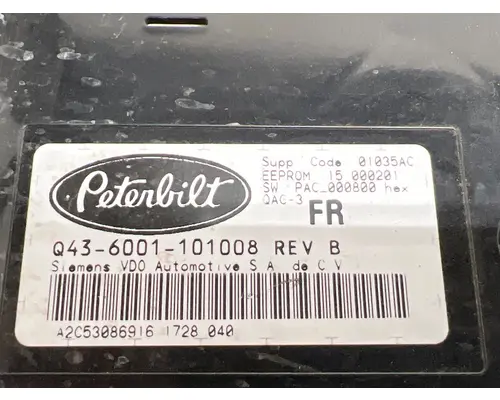 Peterbilt
Supp Code 01035AC
EEPROM 15 000201
SW PAC_000800 hex
QAC-3
FR
Q43-6001-101008 REV B
Siemens VDO Automotive S A de C V
A2C53086916 1728 040